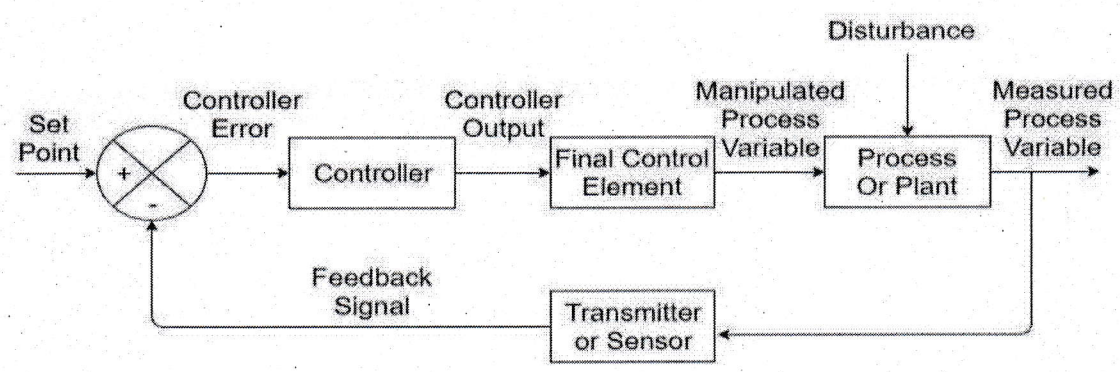 Disturbance
Set
Point
+
-
Controller
Error
Controller
Controller
Output
Final Control
Element
Manipulated
Process
Variable
Process
Or Plant
Measured
Process
Variable
Feedback
Signal
Transmitter
or Sensor